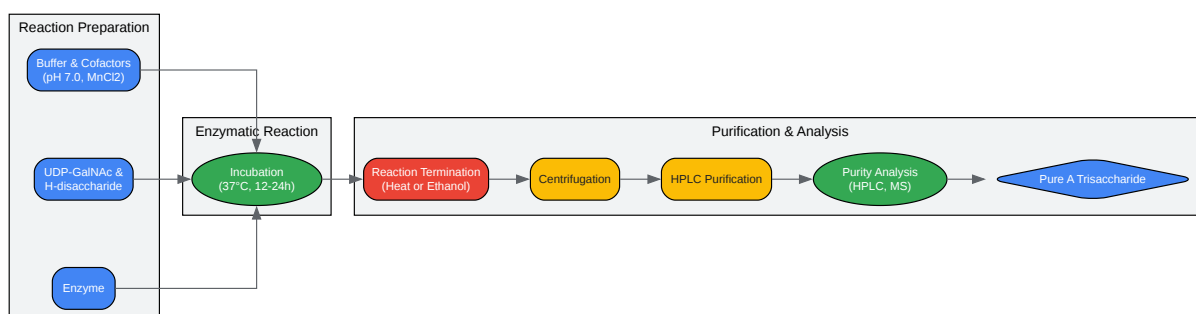 Reaction Preparation
Buffer & Cofactors
(pH 7.0, MnCl2)
UDP-GalNAc &
H-disaccharide
Enzyme
Enzymatic Reaction
Incubation
(37°C, 12-24h)
Purification & Analysis
Reaction Termination
(Heat or Ethanol)
Centrifugation
HPLC Purification
Purity Analysis
(HPLC, MS)
Pure A Trisaccharide